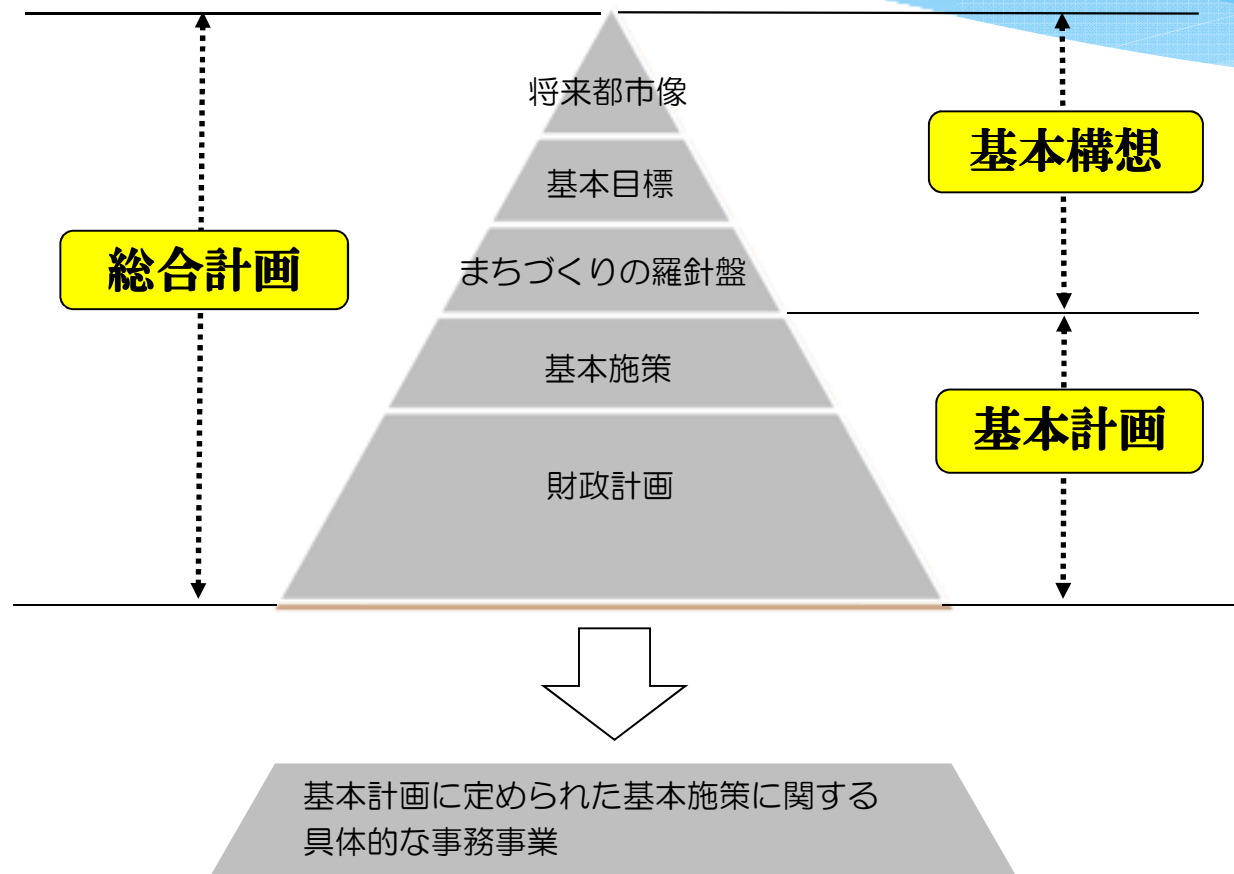 将来都市像
基本構想
基本目標
総合計画
まちづくりの羅針盤
基本施策
基本計画
財政計画
基本計画に定められた基本施策に関する
具体的な事務事業